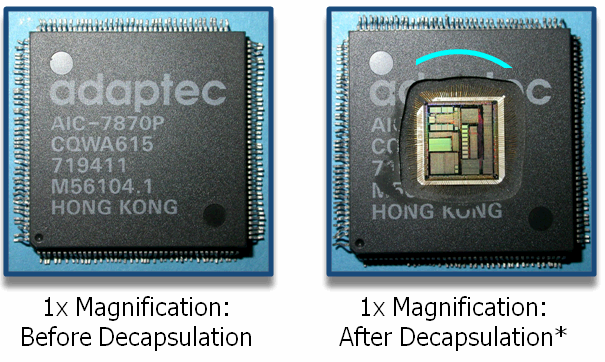 adaptec
AIC-7870P
CQWA615
719411
M56104.1
HONG KONG
1x Magnification:
Before Decapsulation
C
HONG KONG
1x Magnification:
After Decapsulation*